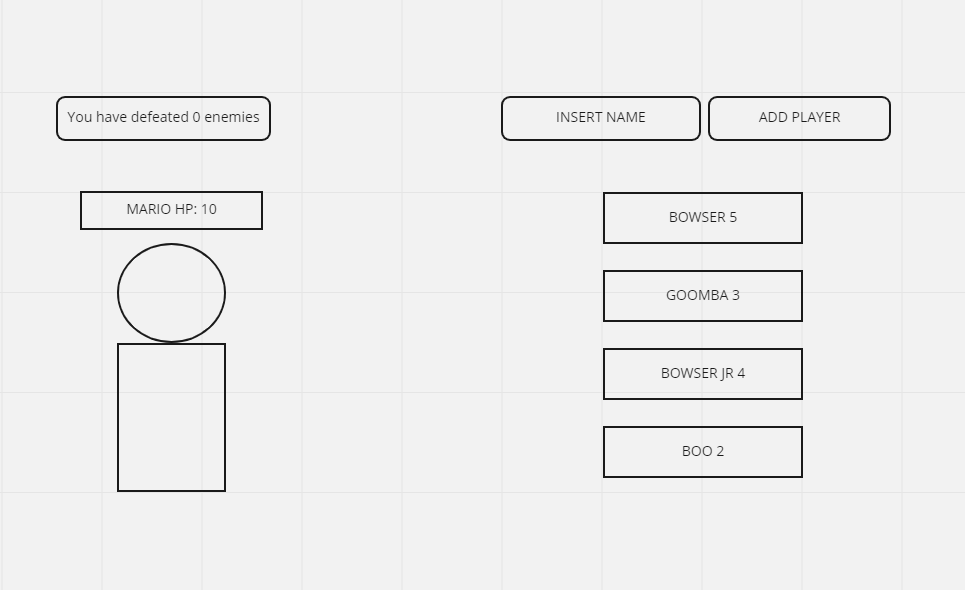 You have defeated 0 enemies
INSERT NAME
ADD PLAYER
MARIO HP: 10
BOWSER 5
GOOMBA 3
BOWSER JR 4
BOO 2